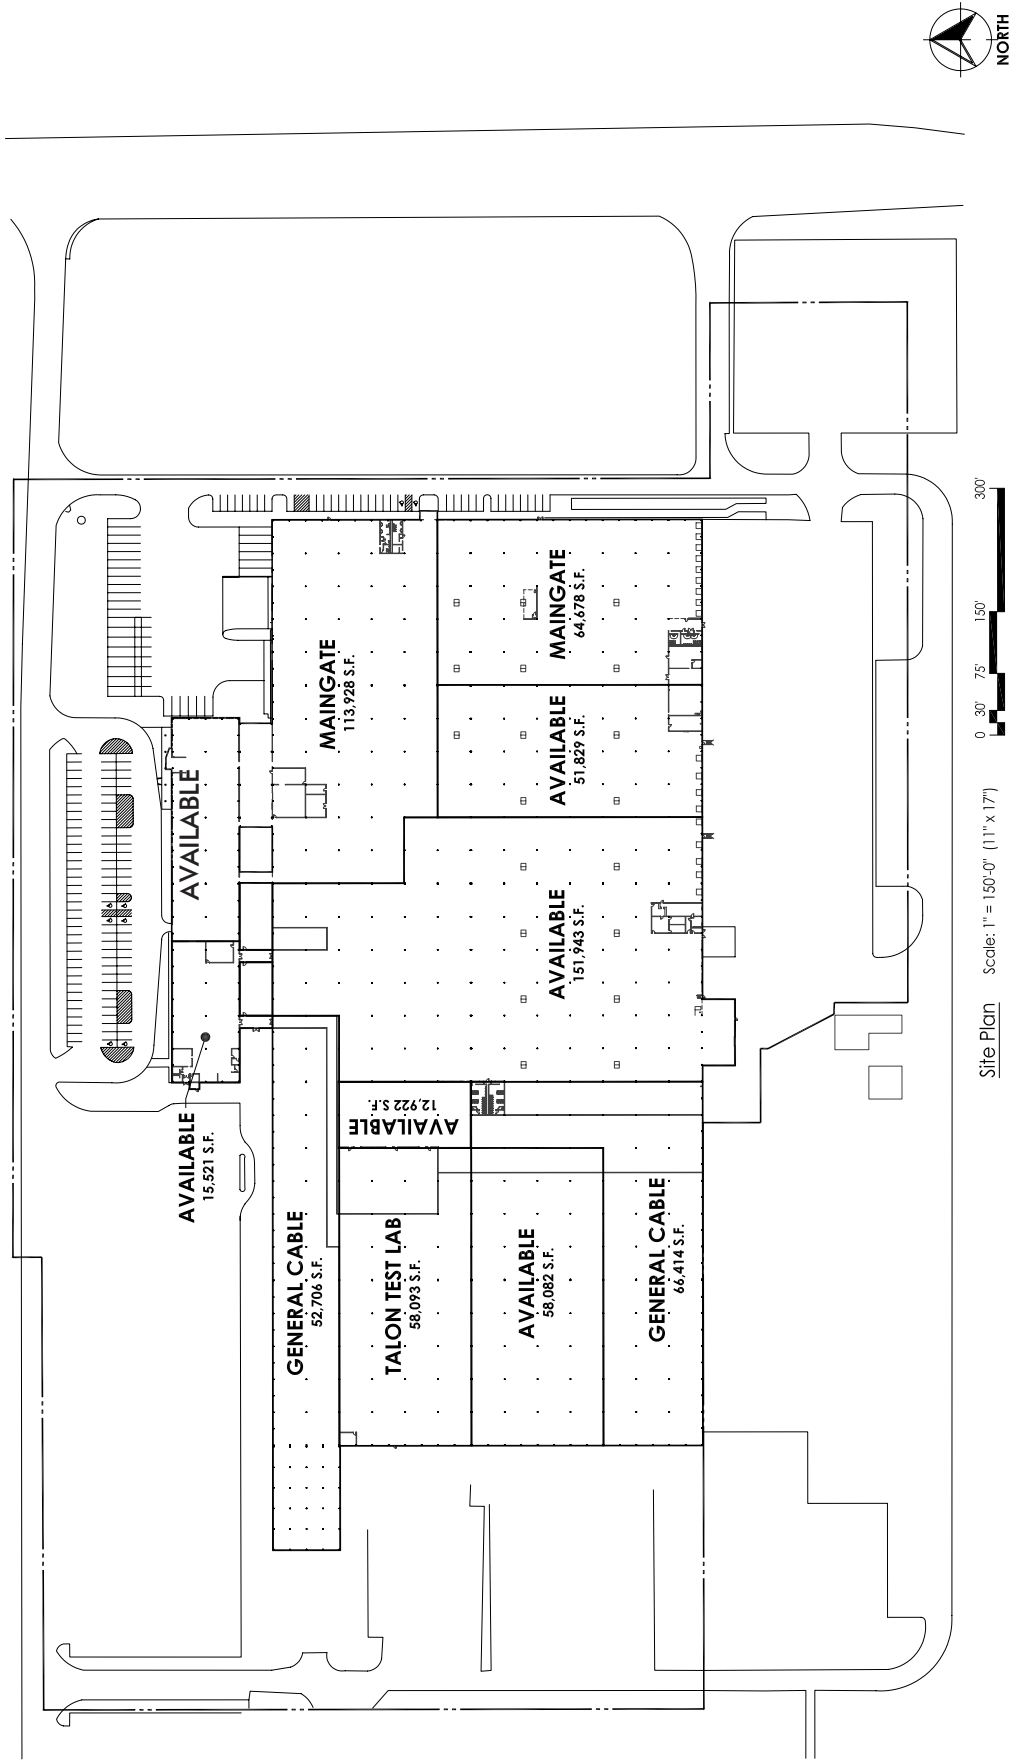 NORTH
MAINGATE
113,928 S.F.
MAINGATE
64,678 S.F.
AVAILABLE
51,829 S.F.
AVAILABLE
AVAILABLE
151,943 S.F.
AVAILABLE
15,521 S.F.
AVAILABLE
12,922 S.F.
GENERAL CABLE
52,706 S.F.
TALON TEST LAB
58,093 S.F.
AVAILABLE
58,082 S.F.
GENERAL CABLE
66,414 S.F.
Site Plan Scale: 1" = 150'-0" (11" x 17")
0 30' 75' 150' 300'